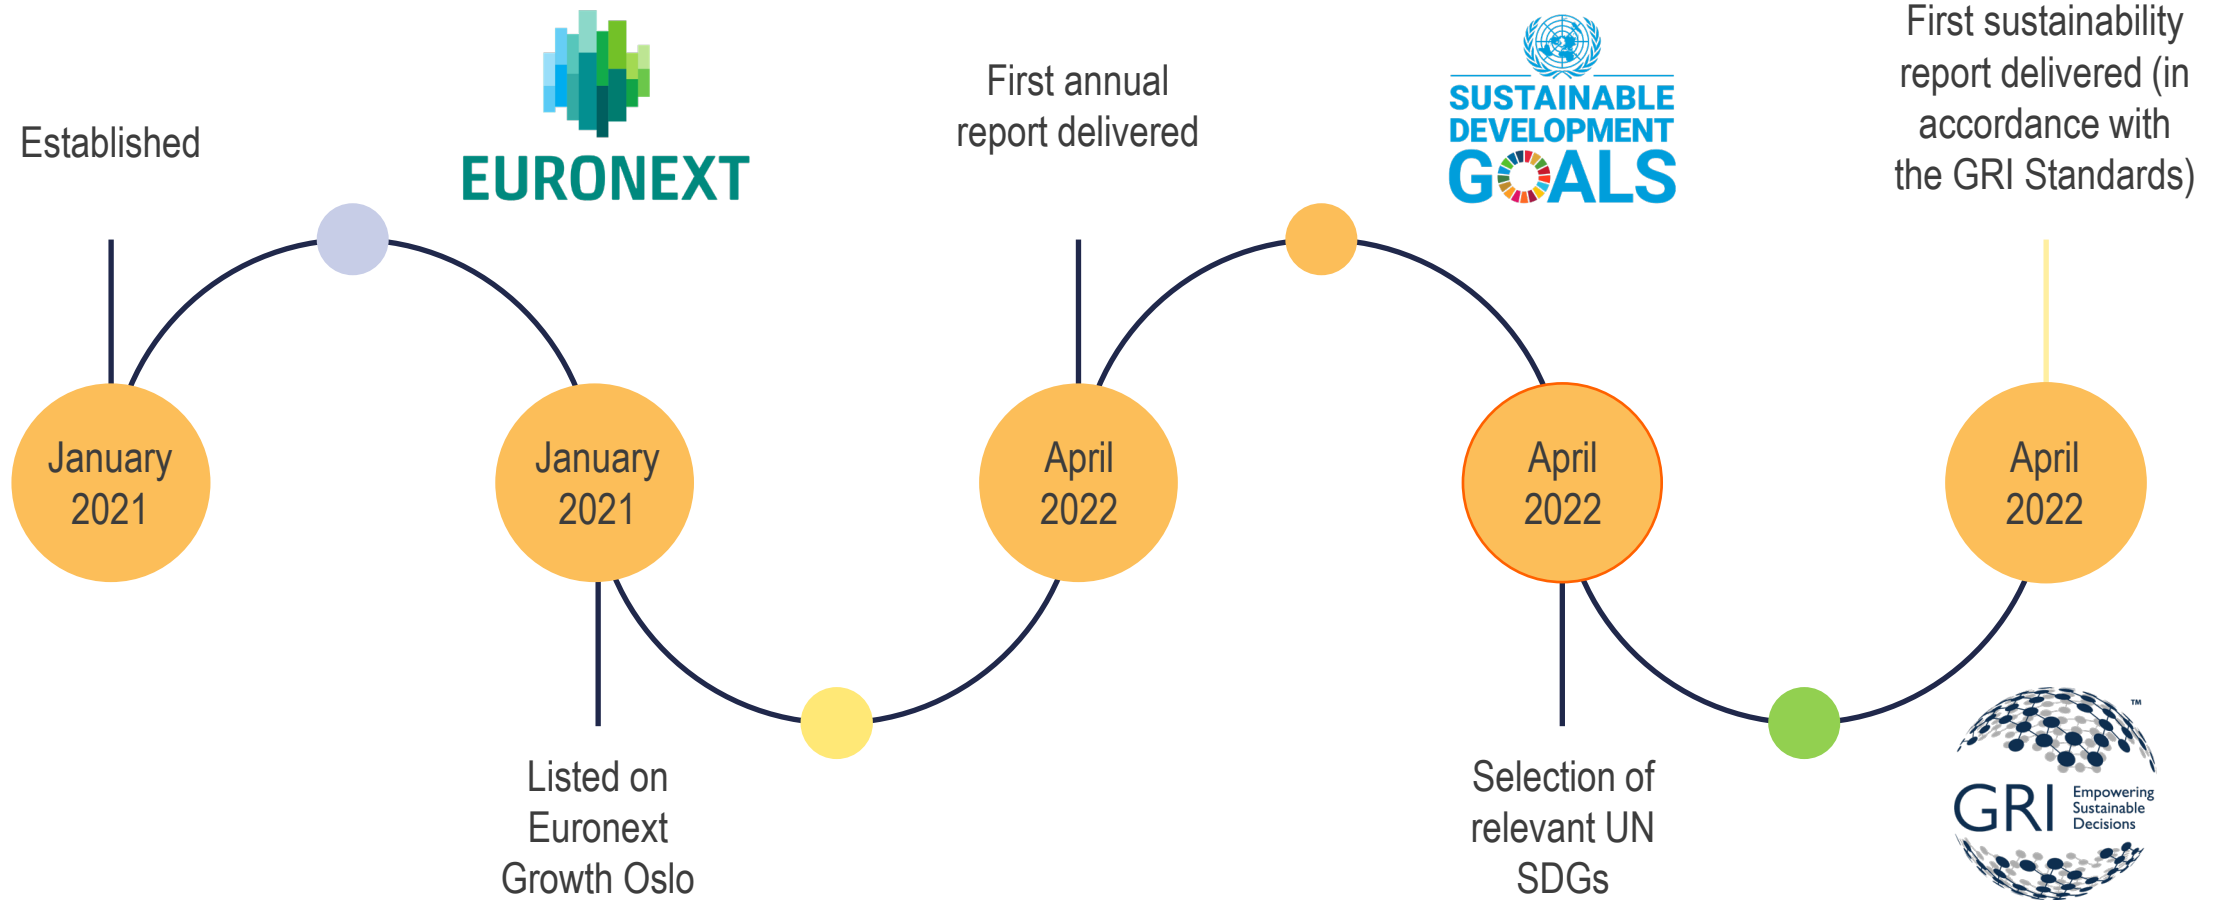 Established
January
2021
EURONEXT
January
2021
Listed on
Euronext
Growth Oslo
First annual
report delivered
April
2022
SUSTAINABLE
DEVELOPMENT
GOALS
April
2022
Selection of
relevant UN
SDGs
First sustainability
report delivered (in
accordance with
the GRI Standards)
April
2022
TM
GRI
Empowering
Sustainable
Decisions